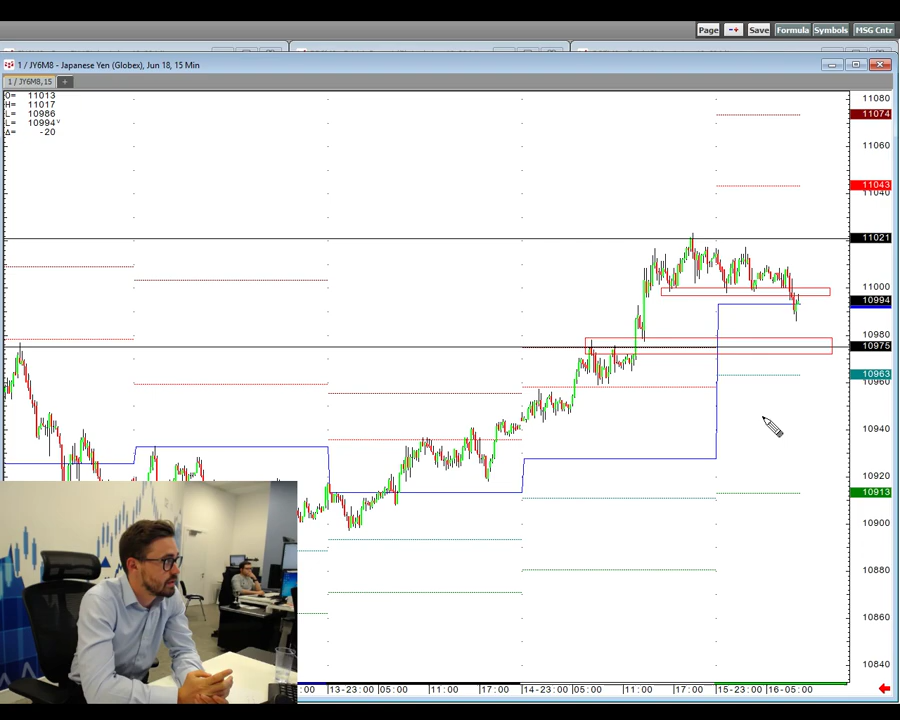 Page
-+
Save
Formula
Symbols
MSG Cntr
1 / JY6M8 - Japanese Yen (Globex), Jun 18, 15 Min
1 / JY6M8,15
+
O= 11013
H= 11017
L= 10986
L= 10994v
Δ= -20
11080
11074
11060
11043
11040
11021
11000
10994
10980
10975
10963
10960
10940
10920
10913
10900
10880
10860
10840
:00
13-23:00
05:00
11:00
17:00
14-23:00
05:00
11:00
17:00
15-23:00
16-05:00